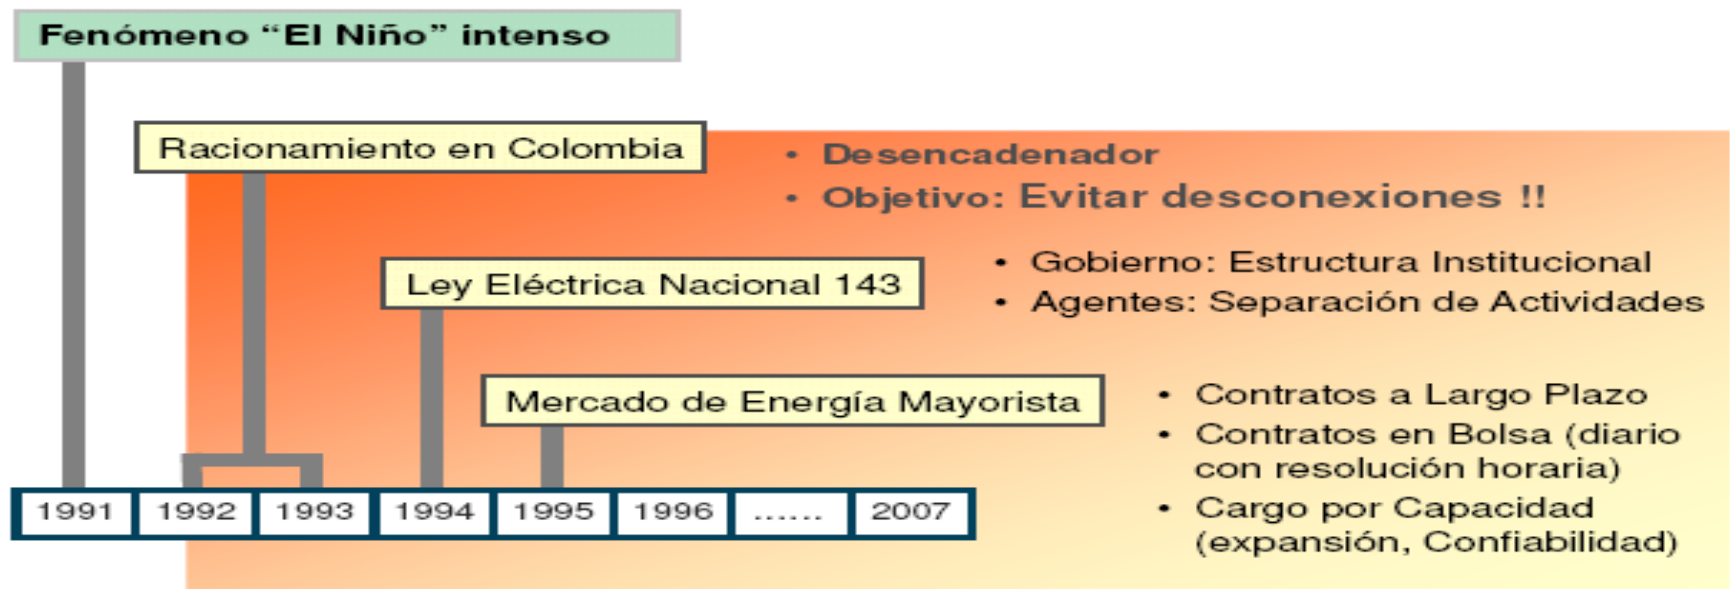 Fenómeno “El Niño” intenso
Racionamiento en Colombia
• Desencadenador
• Objetivo: Evitar desconexiones !!
Ley Eléctrica Nacional 143
• Gobierno: Estructura Institucional
• Agentes: Separación de Actividades
Mercado de Energía Mayorista
• Contratos a Largo Plazo
• Contratos en Bolsa (diario
con resolución horaria)
• Cargo por Capacidad
(expansión, Confiabilidad)
1991 1992 1993 1994 1995 1996 ...... 2007